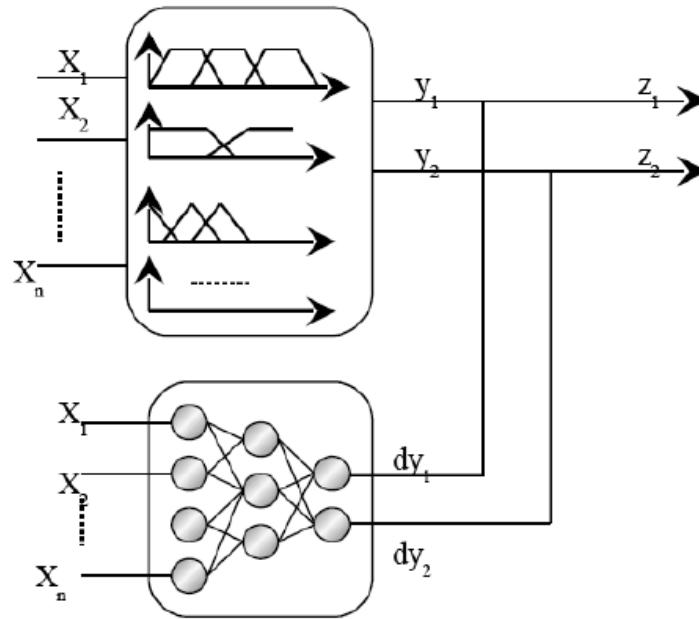 X₁
X₂
Xₙ
y₁
z₁
y₂
z₂
X₁
X₂
Xₙ
dy₁
dy₂